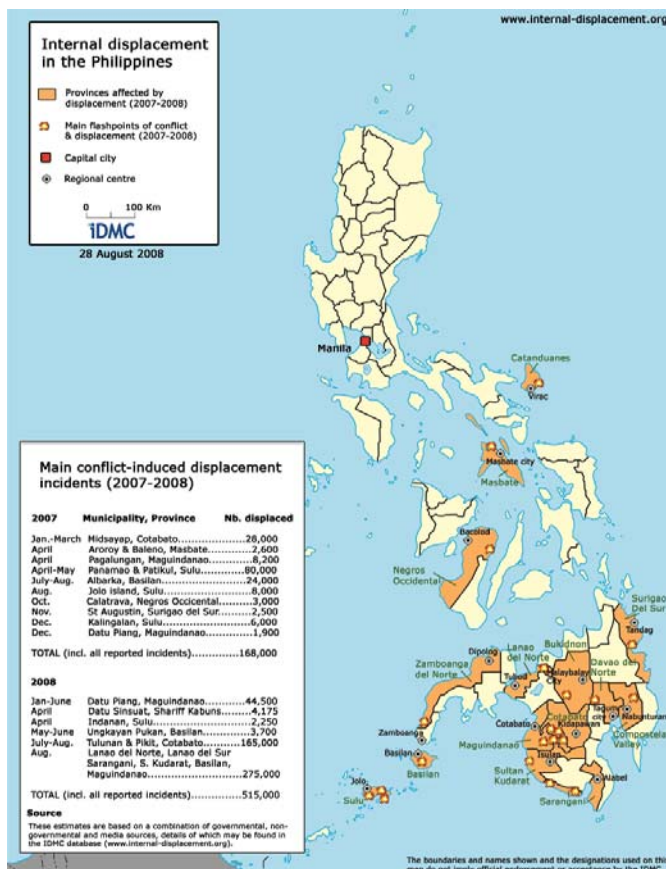 www.internal-displacement.org
Internal displacement
in the Philippines
Provinces affected by
displacement (2007-2008)
Main flashpoints of conflict
& displacement (2007-2008)
Capital city
Regional centre
0 100 Km
iDMC
28 August 2008
Manila
Catanduanes
Virac
Masbate city
Masbate
Bacolod
Negros
Occidental
Surigao
Del Sur
Tandag
Dipolog
Lanao
del Norte
Bukidnon
Zamboanga
del Norte
Tubod
Malaybalay
City
Davao del
Norte
Tagum
city
Nabunturan
Zamboanga
Cotabato
Cotabato
Kidapawan
Compostela
Valley
Basilan
Maguindanao
Isulan
Basilan
Sultan
Kudarat
Alabel
Jolo
Sulu
Sarangani
Main conflict-induced displacement
incidents (2007-2008)
2007 Municipality, Province Nb. displaced
Jan.-March Midsayap, Cotabato....................28,000
April Aroroy & Baleno, Masbate...............2,600
April Pagalungan, Maguindanao...............8,200
April-May Panamao & Patikul, Sulu............80,000
July-Aug. Albarka, Basilan........................24,000
Aug. Jolo island, Sulu..........................8,000
Oct. Calatrava, Negros Occicental..........3,000
Nov. St Augustin, Surigao del Sur...........2,500
Dec. Kalingalan, Sulu..........................6,000
Dec. Datu Piang, Maguindanao...............1,900
TOTAL (incl. all reported incidents)................168,000
2008
Jan-June Datu Piang, Maguindanao...............44,500
April Datu Sinsuat, Shariff Kabuns..........4,175
April Indanan, Sulu.............................2,250
May-June Ungkayan Pukan, Basilan..............3,700
July-Aug. Tulunan & Pikit, Cotabato............165,000
Aug. Lanao del Norte, Lanao del Sur
Sarangani, S. Kudarat, Basilan,
Maguindanao.............................275,000
TOTAL (incl. all reported incidents)................515,000
Source
These estimates are based on a combination of governmental, non-
governmental and media sources, details of which may be found in
the IDMC database (www.internal-displacement.org).
The boundaries and names shown and the designations used on this